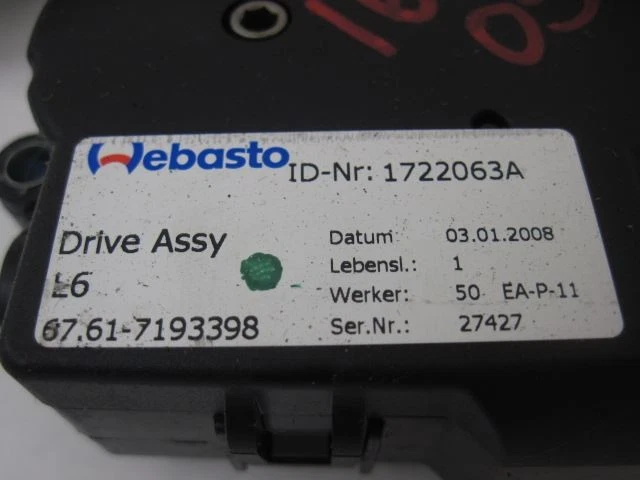 Webasto ID-Nr: 1722063A
Drive Assy
L6
67.61-7193398
Datum 03.01.2008
Lebensl.: 1
Werker: 50 EA-P-11
Ser.Nr.: 27427